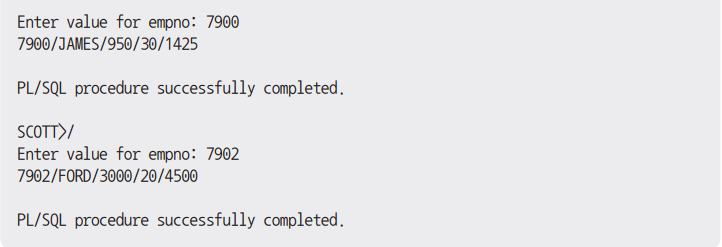 Enter value for empno: 7900
7900/JAMES/950/30/1425
PL/SQL procedure successfully completed.
SCOTT>/
Enter value for empno: 7902
7902/FORD/3000/20/4500
PL/SQL procedure successfully completed.